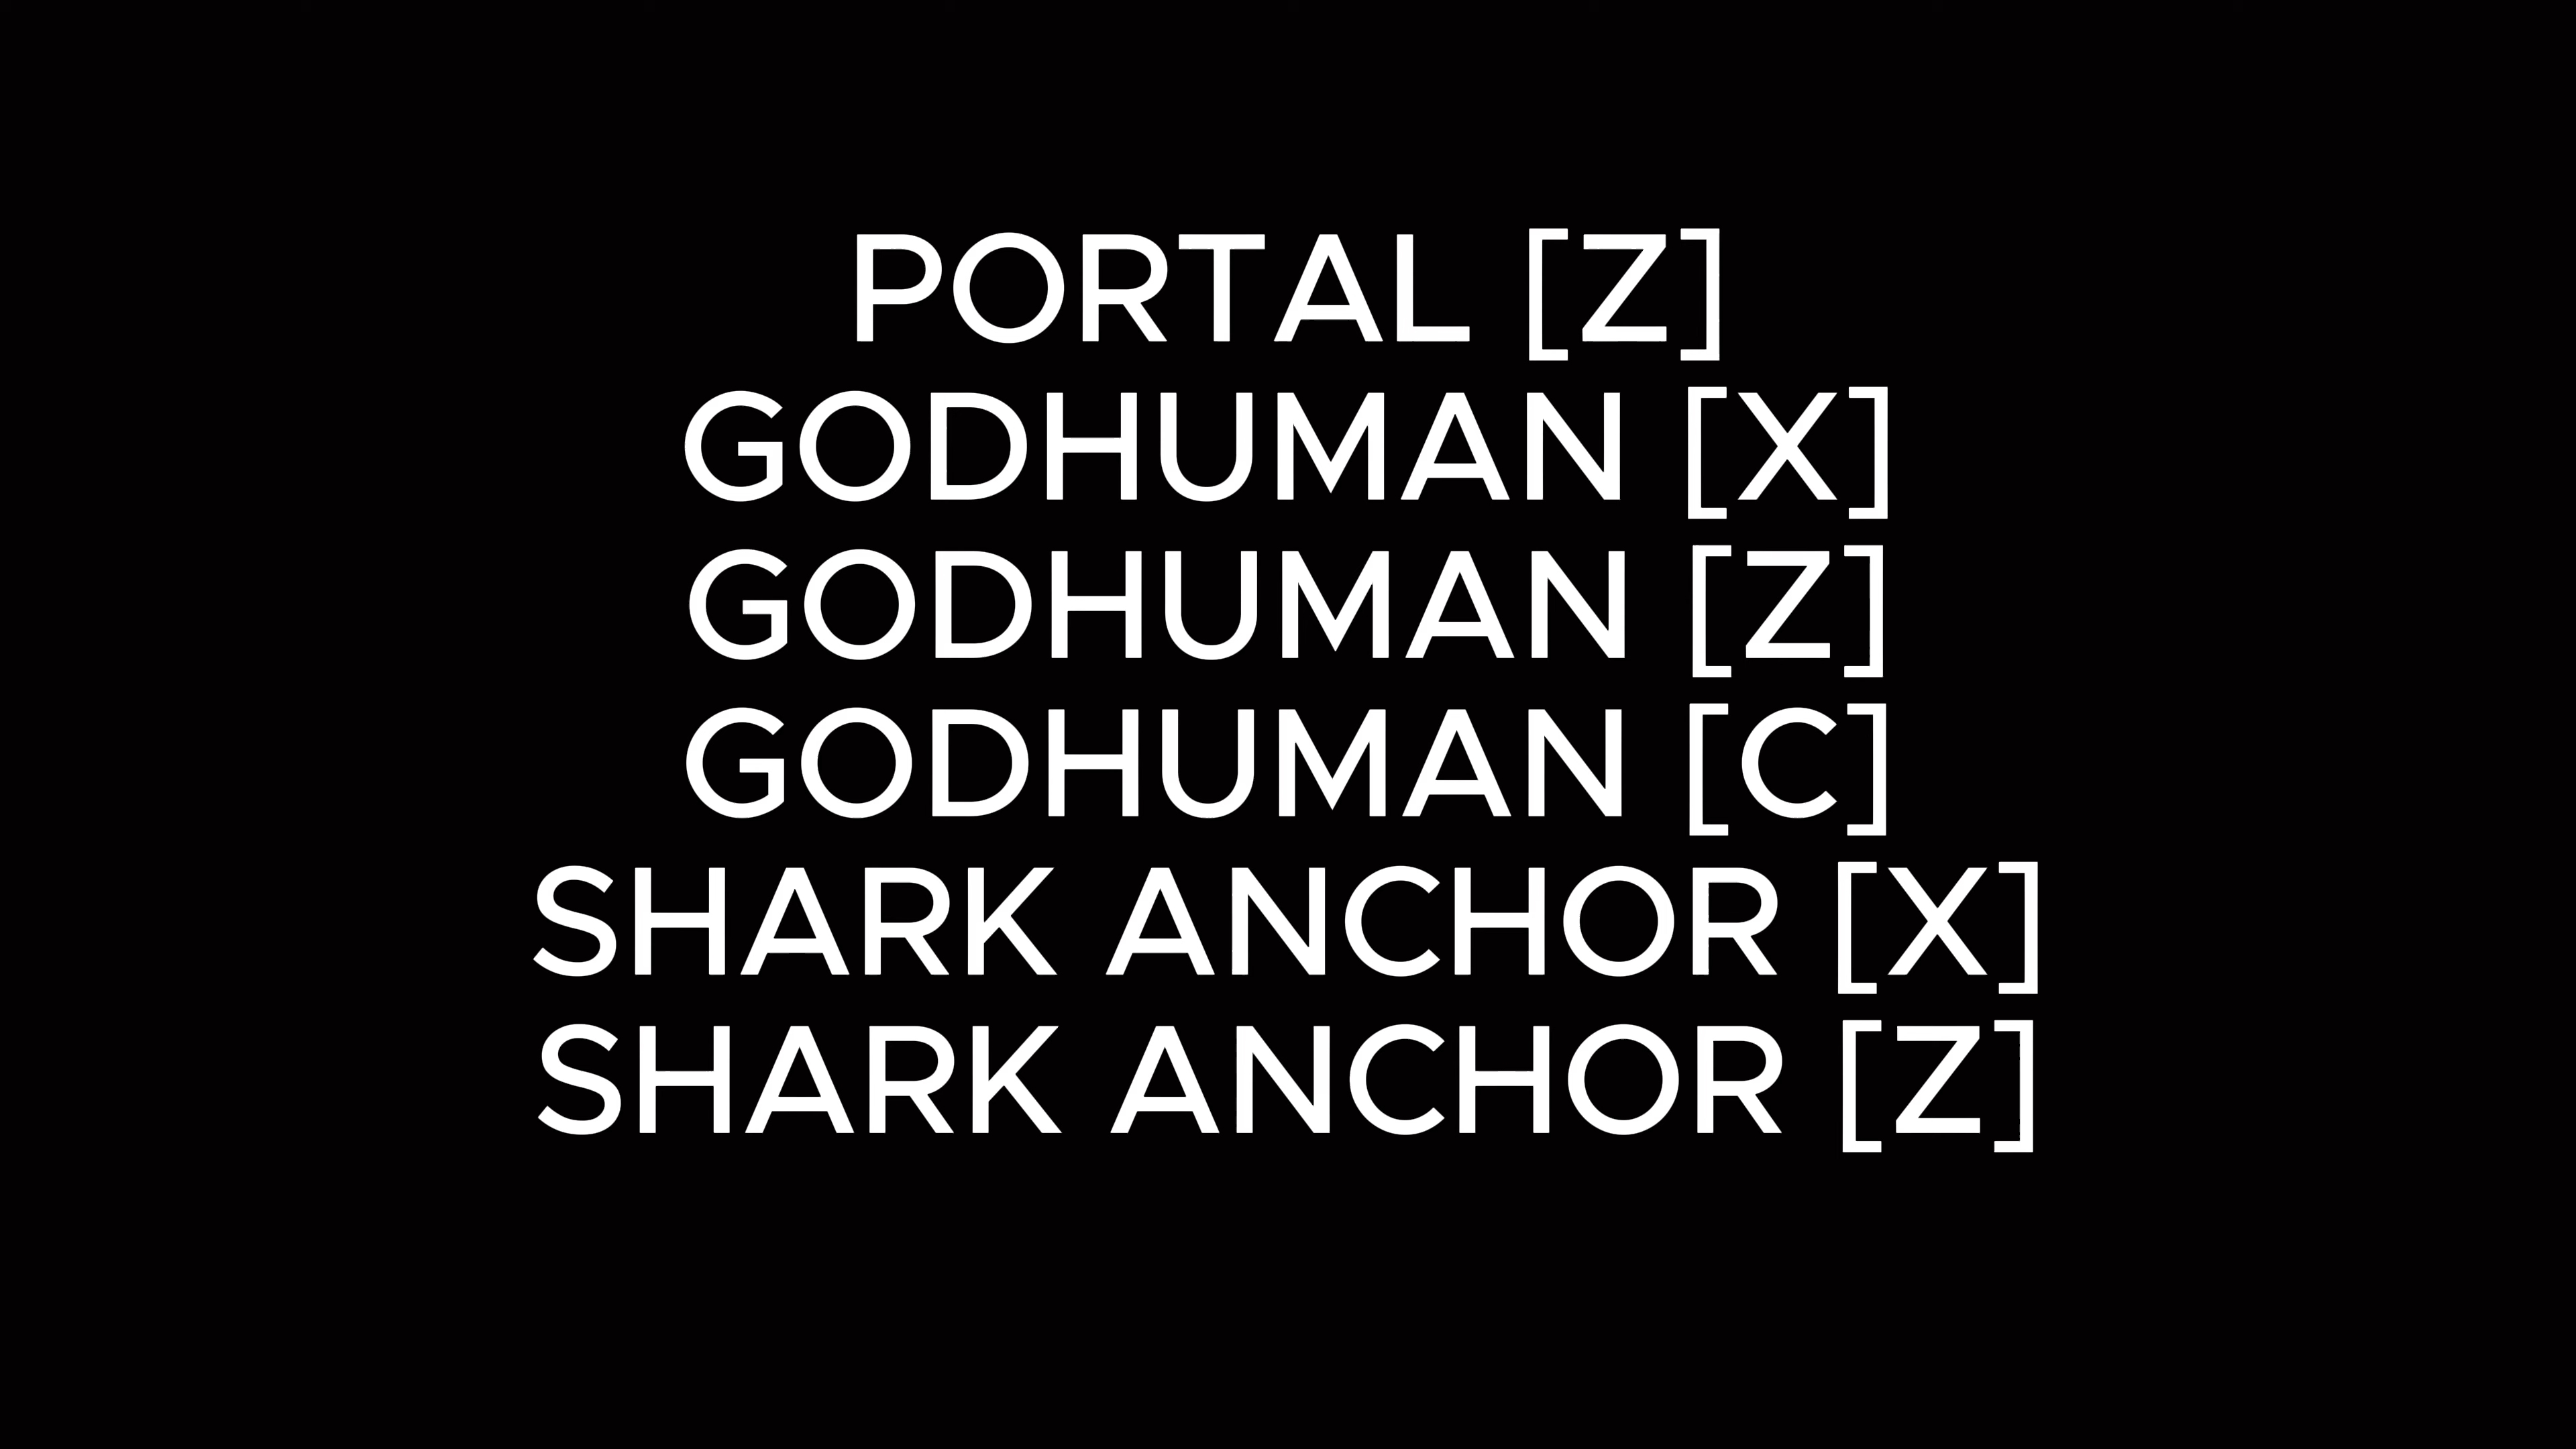 PORTAL [Z]
GODHUMAN [X]
GODHUMAN [Z]
GODHUMAN [C]
SHARK ANCHOR [X]
SHARK ANCHOR [Z]